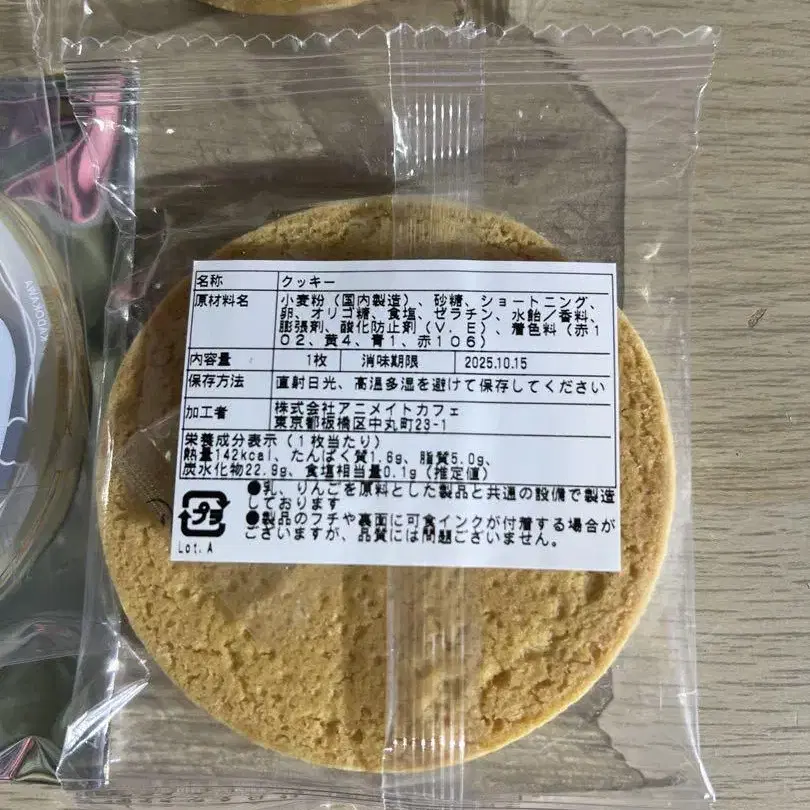 名称 クッキー
原材料名 小麦粉（国内製造）、砂糖、ショートニング、
卵、オリゴ糖、食塩、ゼラチン、水飴／香料、
膨張剤、酸化防止剤（V．E）、着色料（赤1
02、黄4、青1、赤106）
内容量 1枚 消味期限 2025.10.15
保存方法 直射日光、高温多湿を避けて保存してください
加工者 株式会社アニメイトカフェ
東京都板橋区中丸町23-1
栄養成分表示（1枚当たり）
熱量142kcal、たんぱく質1.6g、脂質5.0g、
炭水化物22.8g、食塩相当量0.1g（推定値）
●乳、りんごを原料とした製品と共通の設備で製造
しております
●製品のフチや裏面に可食インクが付着する場合が
ございますが、品質には問題ございません。
プラ
Lot.A
KADOKAWA